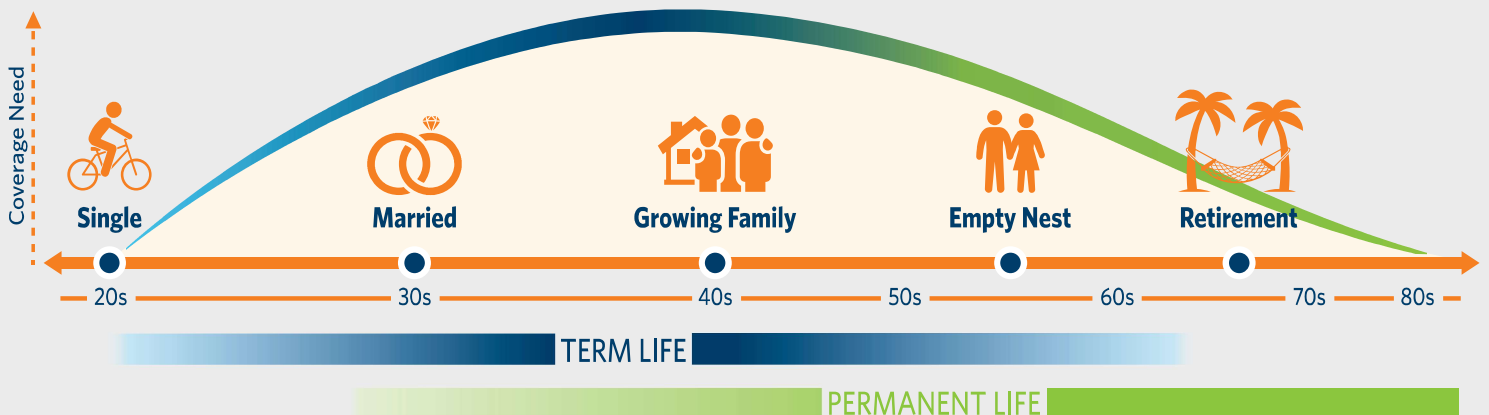 Coverage Need
Single
Married
Growing Family
Empty Nest
Retirement
20s
30s
40s
50s
60s
70s
80s
TERM LIFE
PERMANENT LIFE